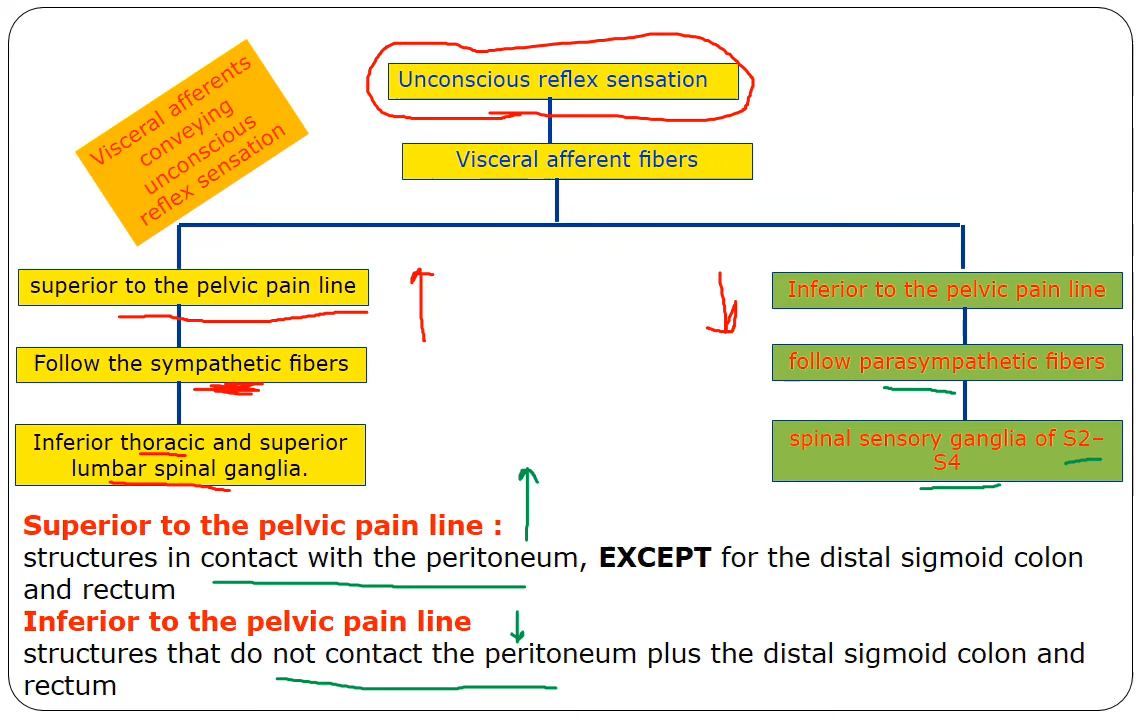 Visceral afferents
conveying
unconscious
reflex sensation
Unconscious reflex sensation
Visceral afferent fibers
superior to the pelvic pain line
Follow the sympathetic fibers
Inferior thoracic and superior
lumbar spinal ganglia.
Inferior to the pelvic pain line
follow parasympathetic fibers
spinal sensory ganglia of S2–
S4
Superior to the pelvic pain line :
structures in contact with the peritoneum, EXCEPT for the distal sigmoid colon
and rectum
Inferior to the pelvic pain line
structures that do not contact the peritoneum plus the distal sigmoid colon and
rectum